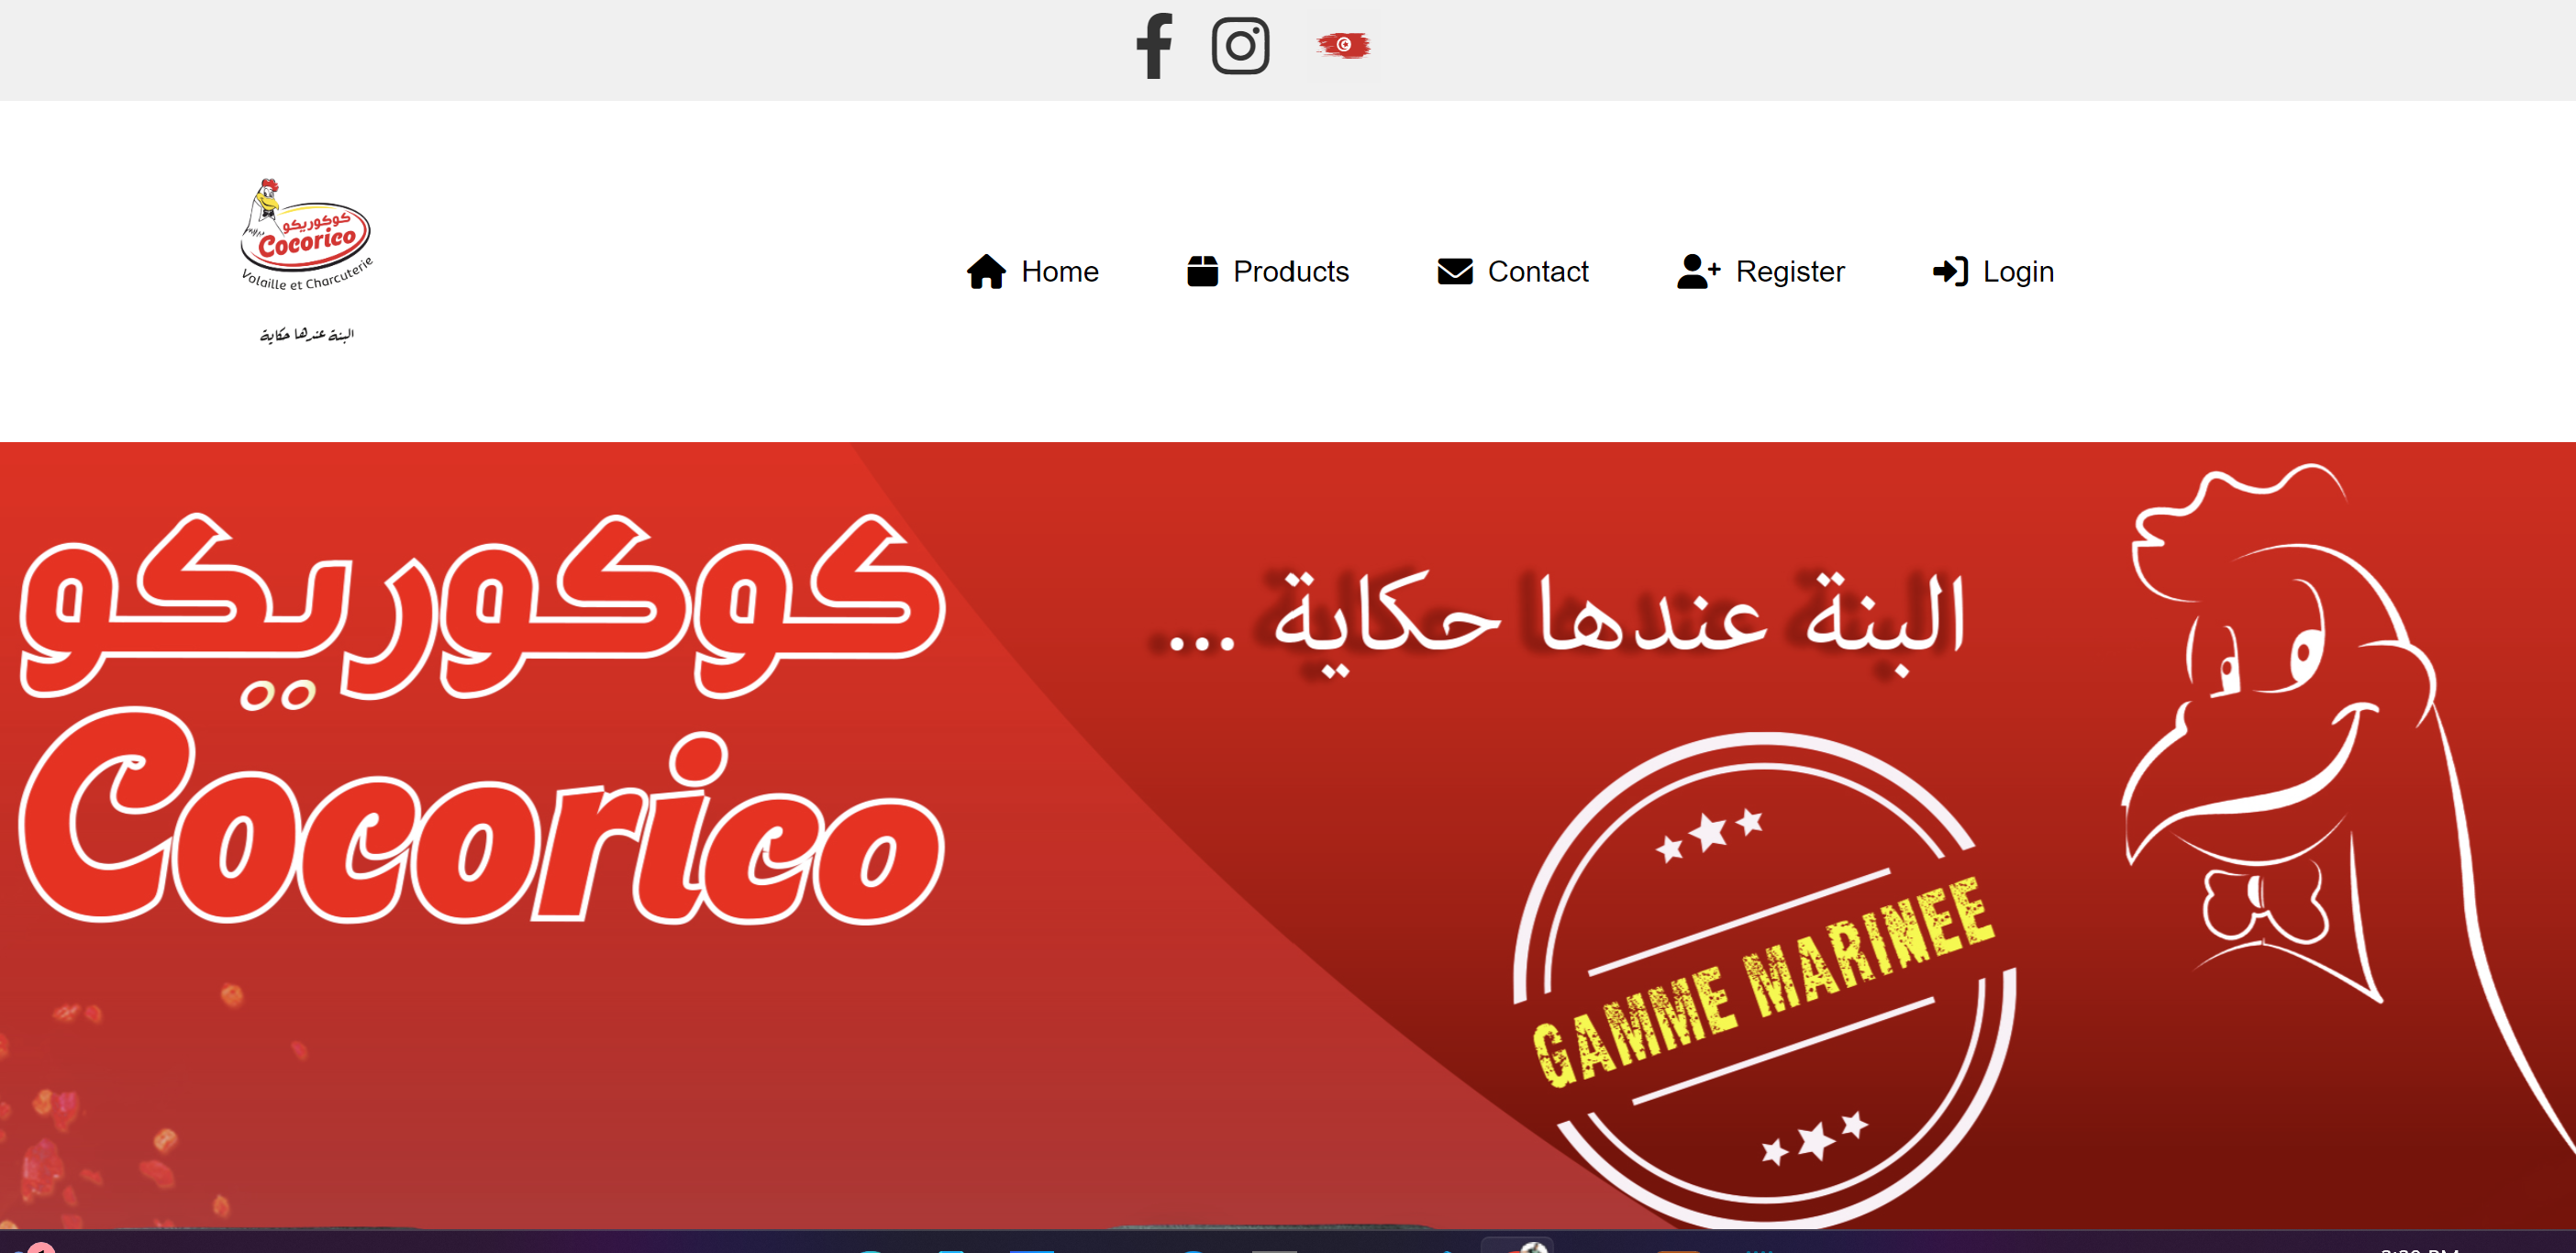 كوكوريكو
Cocorico
Volaille et Charcuterie
البنة عندها حكاية
Home
Products
Contact
Register
Login
كوكوريكو
Cocorico
البنة عندها حكاية ...
GAMME MARINEE